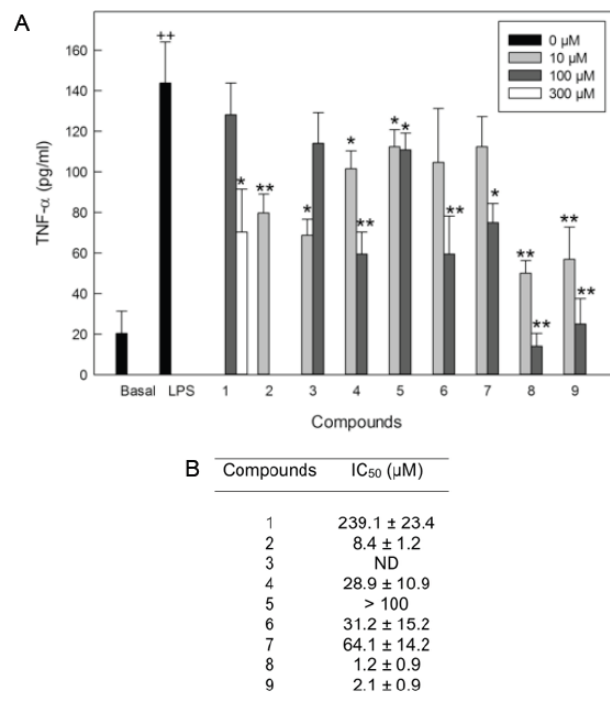 A
TNF-α (pg/ml)
160
140
120
100
80
60
40
20
0
++
* ** * * ** * * ** * ** ** ** **
0 µM
10 µM
100 µM
300 µM
Basal LPS 1 2 3 4 5 6 7 8 9
Compounds
B
Compounds IC₅₀ (µM)
1 239.1 ± 23.4
2 8.4 ± 1.2
3 ND
4 28.9 ± 10.9
5 > 100
6 31.2 ± 15.2
7 64.1 ± 14.2
8 1.2 ± 0.9
9 2.1 ± 0.9